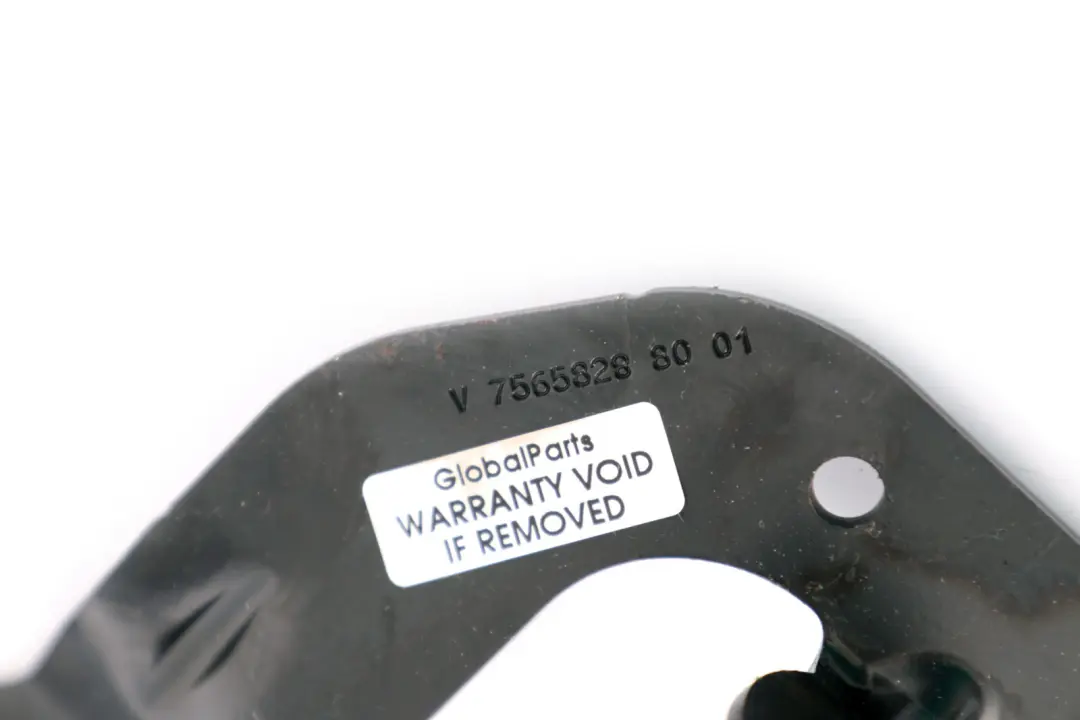 V 7565828 80 01
GlobalParts
WARRANTY VOID
IF REMOVED